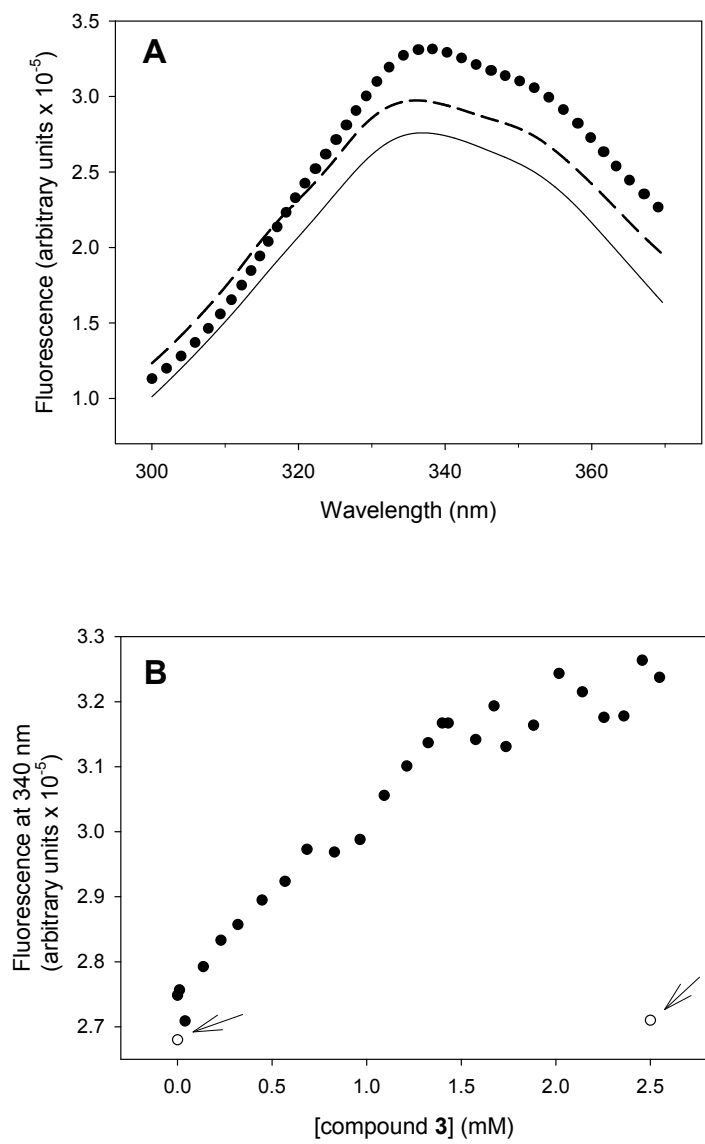 A
3.5
3.0
2.5
2.0
1.5
1.0
Fluorescence (arbitrary units x 10-5)
300 320 340 360
Wavelength (nm)
B
3.3
3.2
3.1
3.0
2.9
2.8
2.7
Fluorescence at 340 nm
(arbitrary units x 10-5)
0.0 0.5 1.0 1.5 2.0 2.5
[compound 3] (mM)